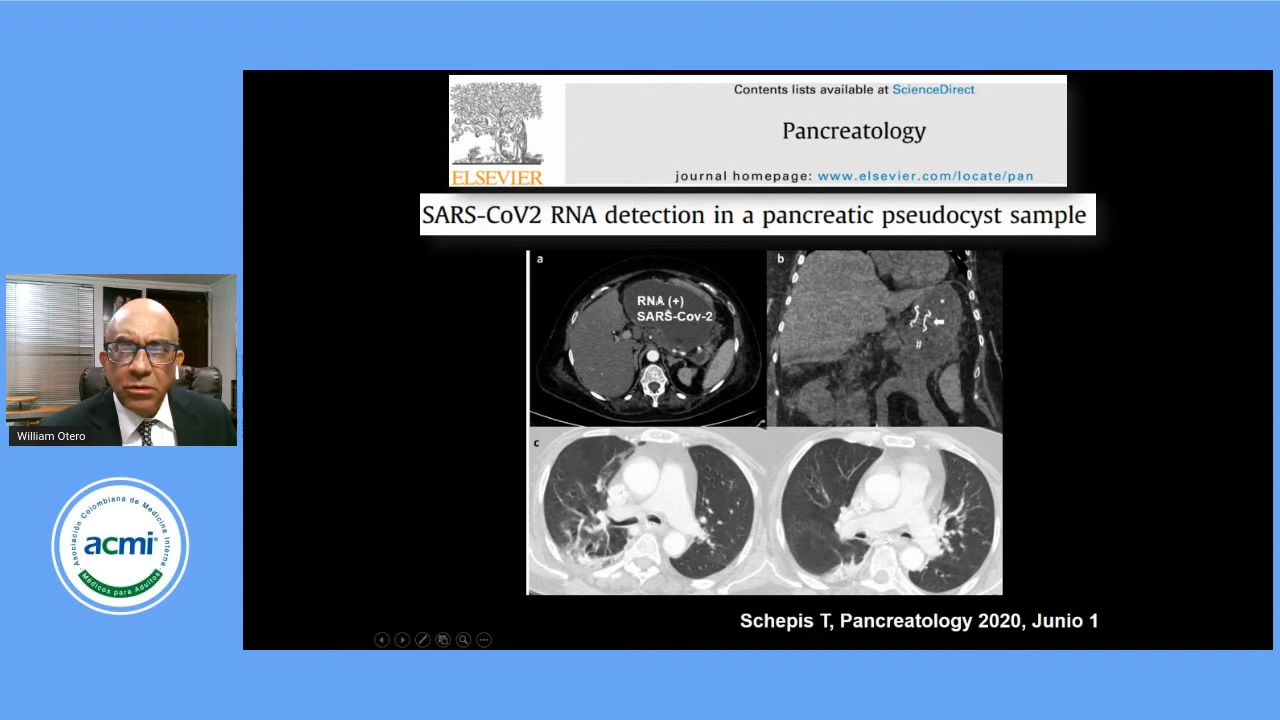 Contents lists available at ScienceDirect
Pancreatology
journal homepage: www.elsevier.com/locate/pan
ELSEVIER
SARS-CoV2 RNA detection in a pancreatic pseudocyst sample
a
RNA (+)
SARS-Cov-2
b
*
#
c
Schepis T, Pancreatology 2020, Junio 1
William Otero
Asociación Colombiana de Medicina Interna
acmi
Médicos para Adultos